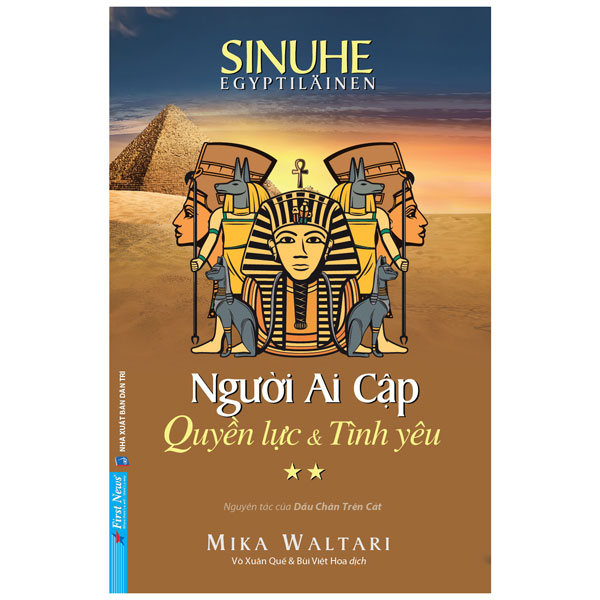 SINUHE
EGYPTILÄINEN
Người Ai Cập
Quyền lực & Tình yêu
Nguyên tác của Dấu Chân Trên Cát
MIKA WALTARI
Võ Xuân Quế & Bùi Việt Hoa dịch
NHÀ XUẤT BẢN DÂN TRÍ
First News